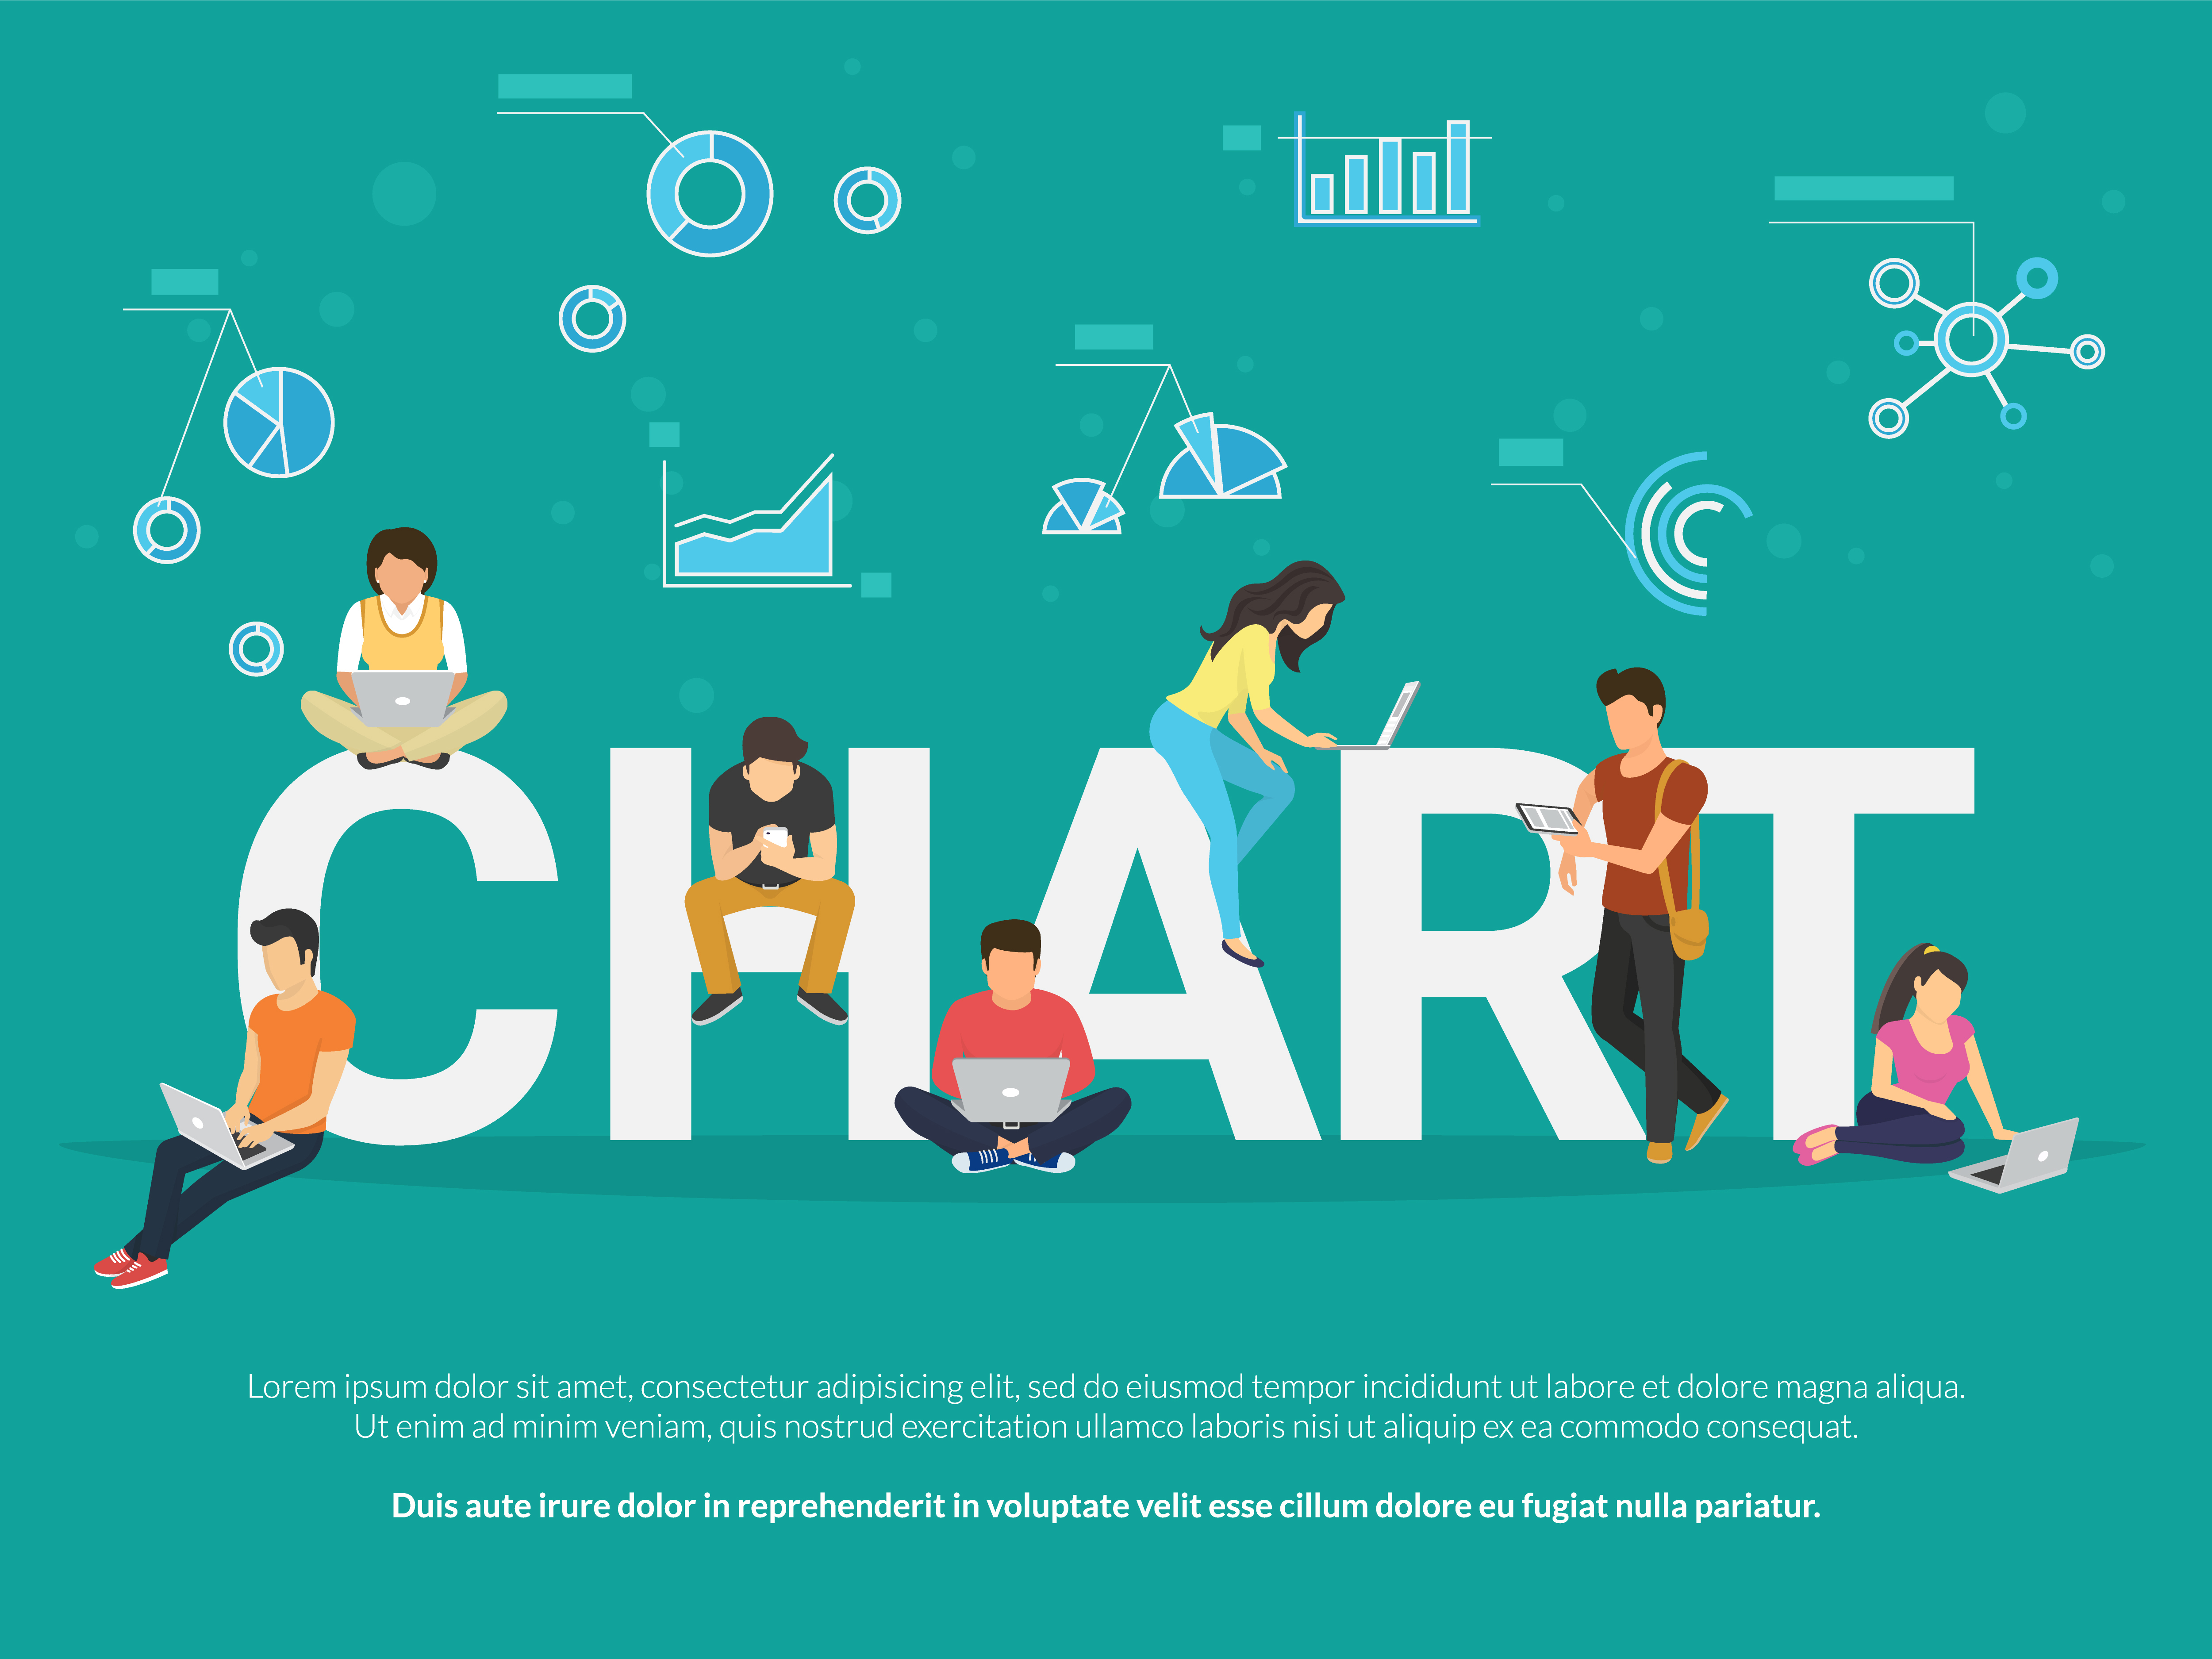 CHART
Lorem ipsum dolor sit amet, consectetur adipisicing elit, sed do eiusmod tempor incididunt ut labore et dolore magna aliqua.
Ut enim ad minim veniam, quis nostrud exercitation ullamco laboris nisi ut aliquip ex ea commodo consequat.
Duis aute irure dolor in reprehenderit in voluptate velit esse cillum dolore eu fugiat nulla pariatur.